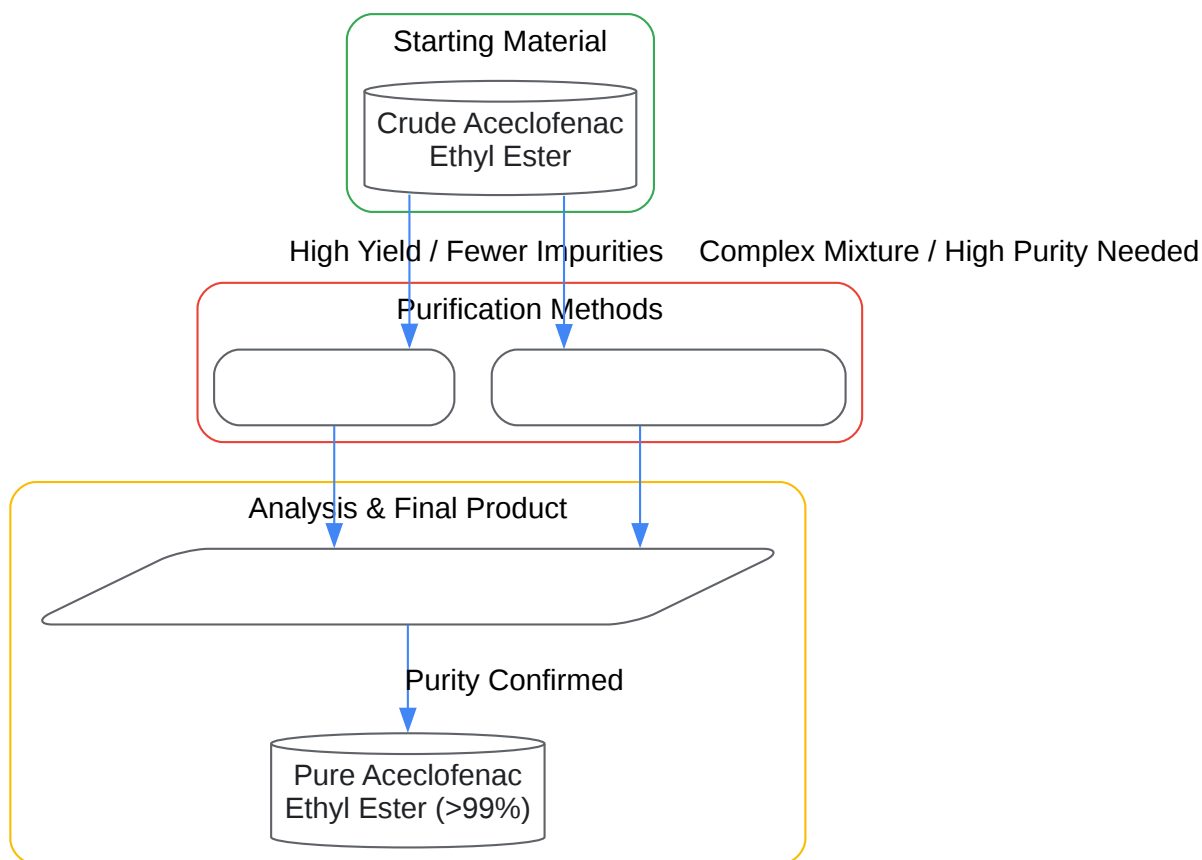 Starting Material
Crude Aceclofenac
Ethyl Ester
High Yield / Fewer Impurities
Complex Mixture / High Purity Needed
Purification Methods
Analysis & Final Product
Purity Confirmed
Pure Aceclofenac
Ethyl Ester (>99%)